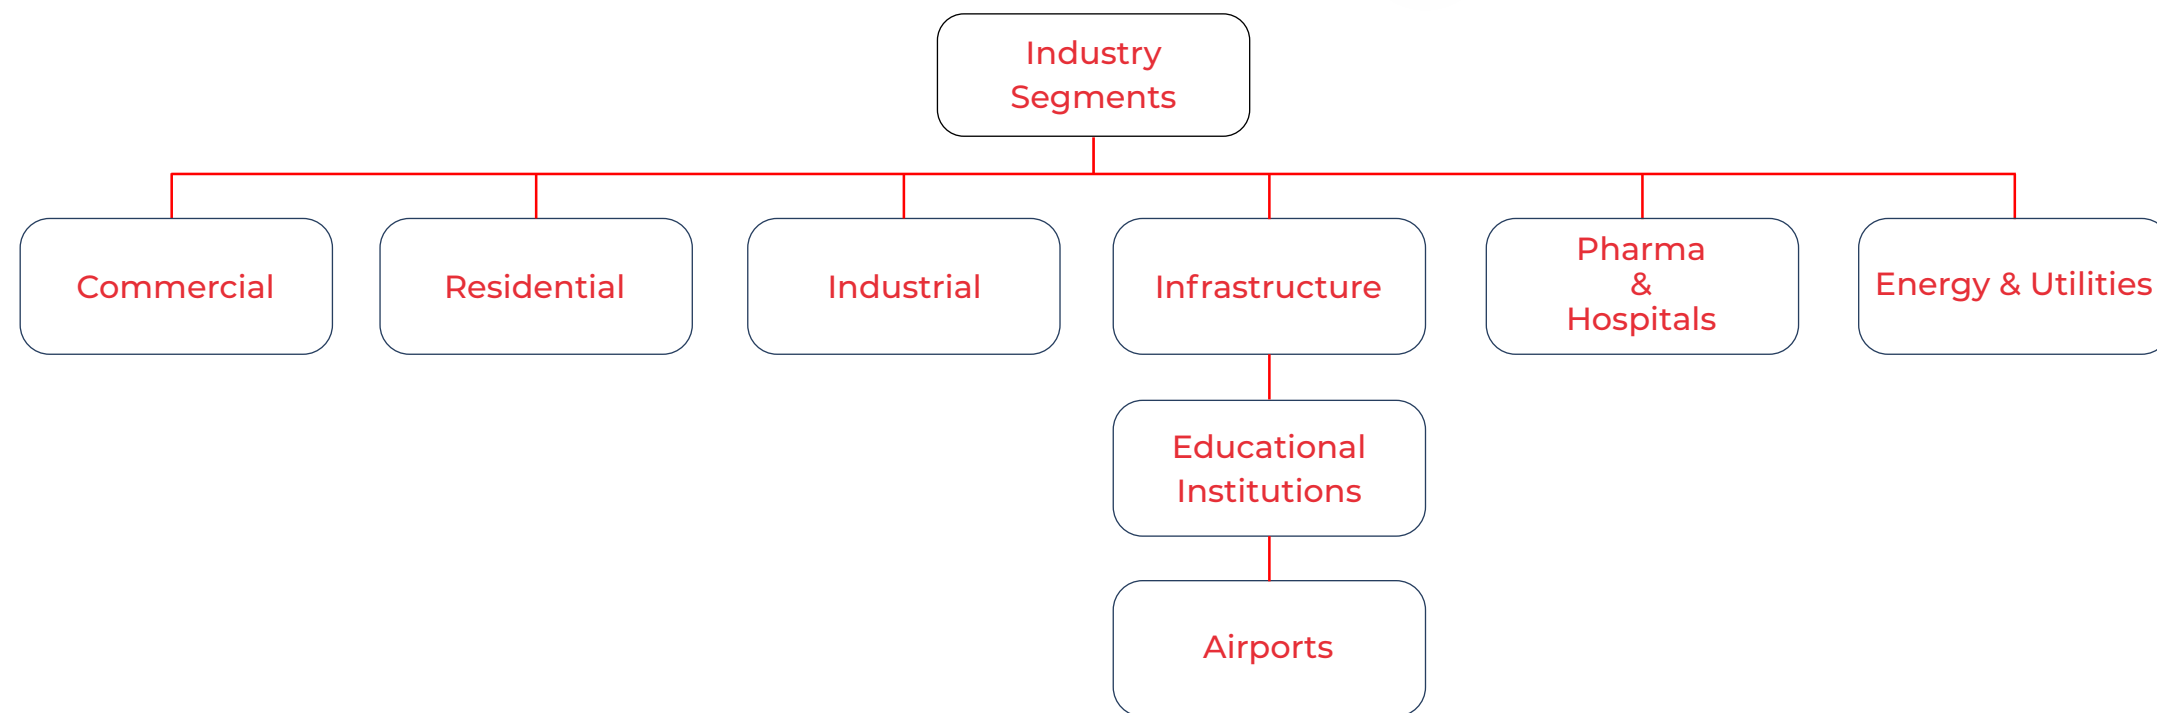 Industry
Segments
Commercial
Residential
Industrial
Infrastructure
Pharma
&
Hospitals
Energy & Utilities
Educational
Institutions
Airports